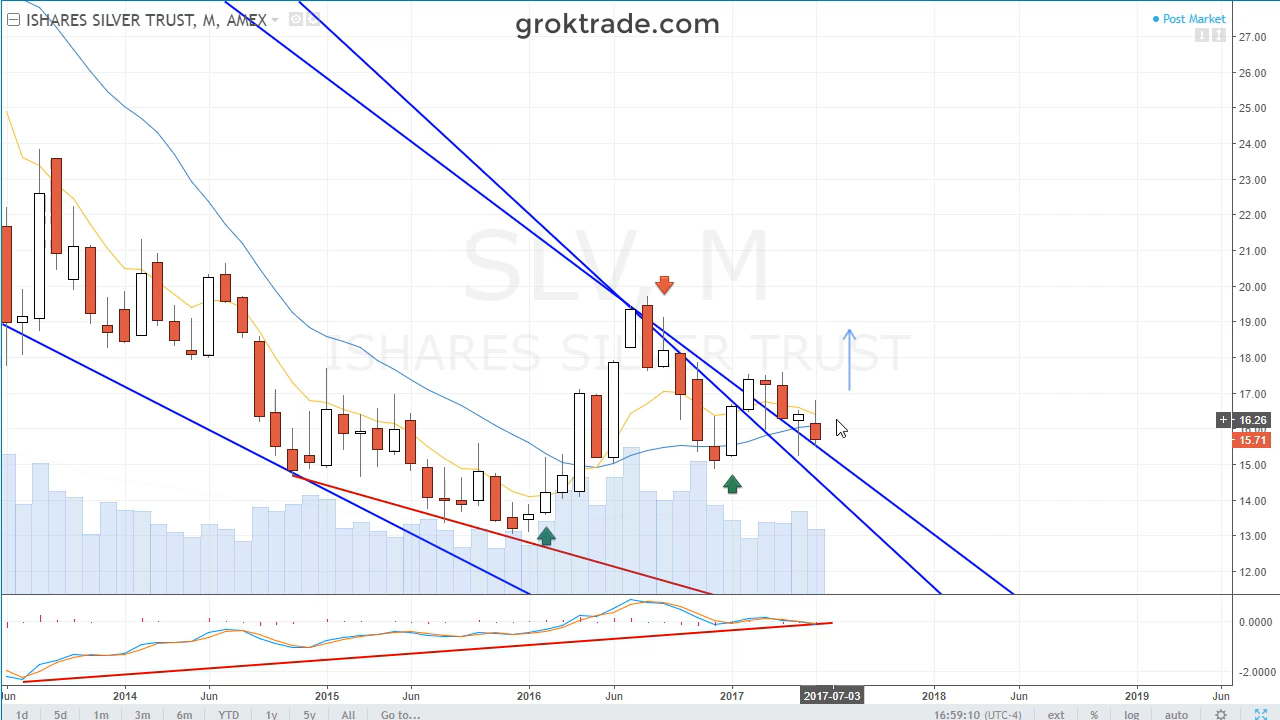 ISHARES SILVER TRUST, M, AMEX
groktrade.com
Post Market
27.00
26.00
25.00
24.00
23.00
22.00
21.00
20.00
19.00
18.00
17.00
16.26
15.71
15.00
14.00
13.00
12.00
SLV, M
ISHARES SILVER TRUST
0.0000
-2.0000
Jun
2014
Jun
2015
Jun
2016
Jun
2017
2017-07-03
2018
Jun
2019
Jun
1d 5d 1m 3m 6m YTD 1y 5y All Go to... 16:59:10 (UTC-4) ext % log auto